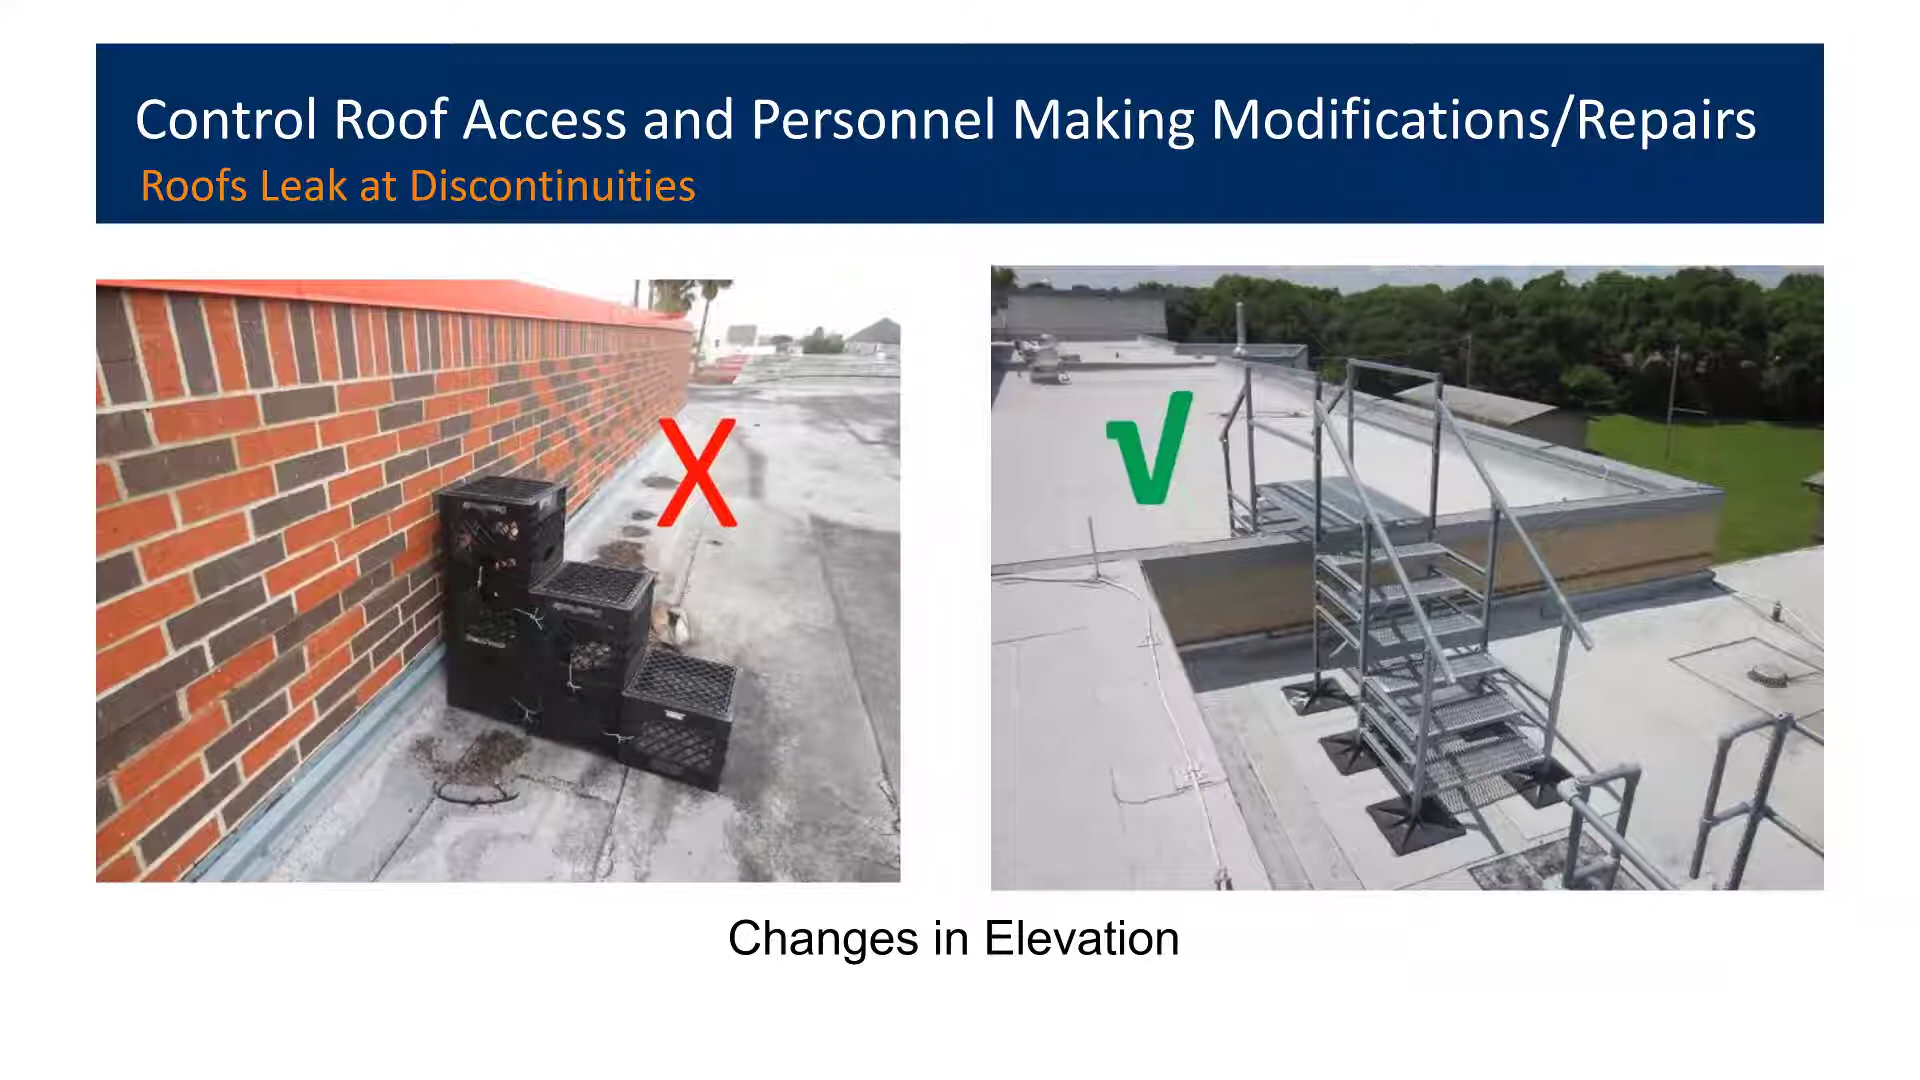 Control Roof Access and Personnel Making Modifications/Repairs
Roofs Leak at Discontinuities
X
√
Changes in Elevation